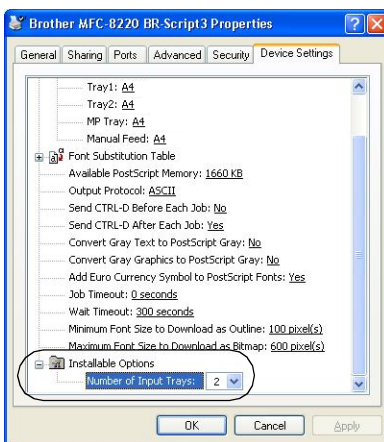 Brother MFC-8220 BR-Script3 Properties
General Sharing Ports Advanced Security Device Settings
Tray1: A4
Tray2: A4
MP Tray: A4
Manual Feed: A4
Font Substitution Table
Available PostScript Memory: 1660 KB
Output Protocol: ASCII
Send CTRL-D Before Each Job: No
Send CTRL-D After Each Job: Yes
Convert Gray Text to PostScript Gray: No
Convert Gray Graphics to PostScript Gray: No
Add Euro Currency Symbol to PostScript Fonts: Yes
Job Timeout: 0 seconds
Wait Timeout: 300 seconds
Minimum Font Size to Download as Outline: 100 pixel(s)
Maximum Font Size to Download as Bitmap: 600 pixel(s)
Installable Options
Number of Input Trays: 2
OK Cancel Apply